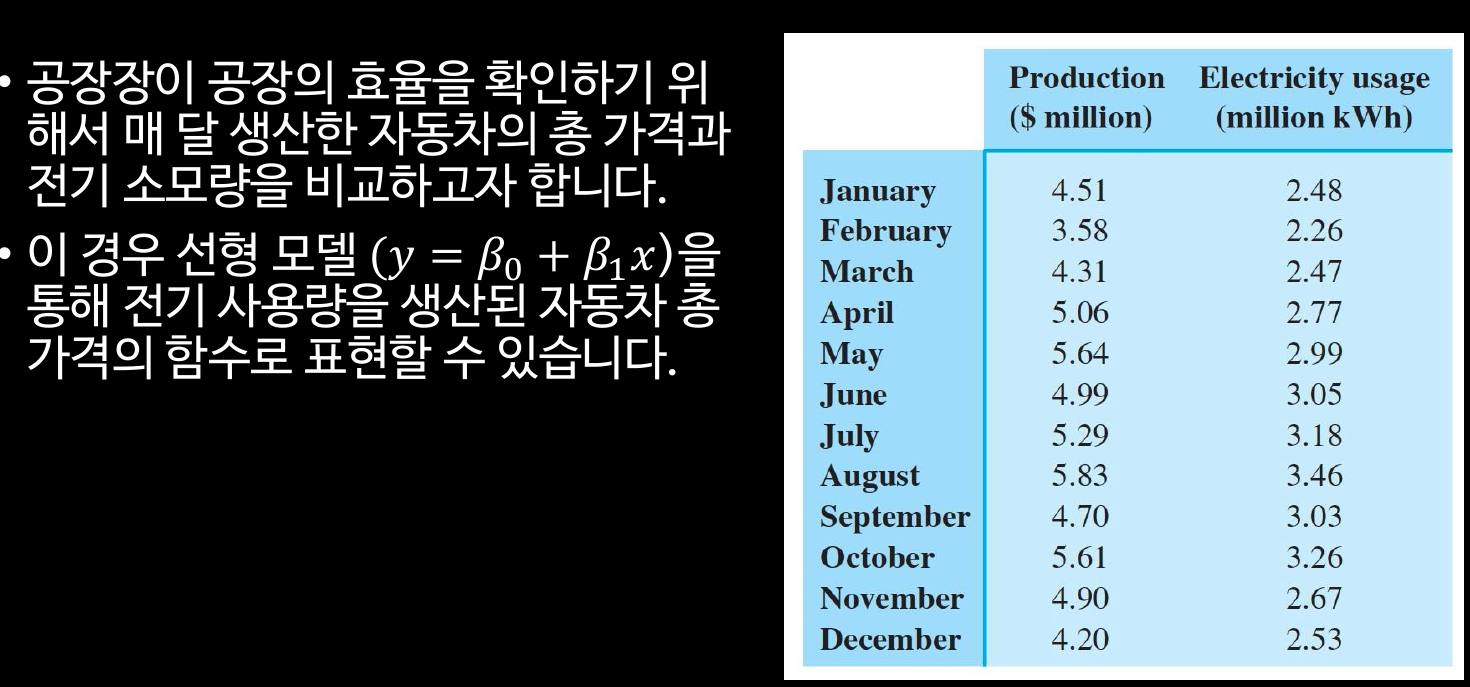 • 공장장이 공장의 효율을 확인하기 위
해서 매 달 생산한 자동차의 총 가격과
전기 소모량을 비교하고자 합니다.
• 이 경우 선형 모델 (y = β₀ + β₁x)을
통해 전기 사용량을 생산된 자동차 총
가격의 함수로 표현할 수 있습니다.
Production Electricity usage
($ million) (million kWh)
January 4.51 2.48
February 3.58 2.26
March 4.31 2.47
April 5.06 2.77
May 5.64 2.99
June 4.99 3.05
July 5.29 3.18
August 5.83 3.46
September 4.70 3.03
October 5.61 3.26
November 4.90 2.67
December 4.20 2.53